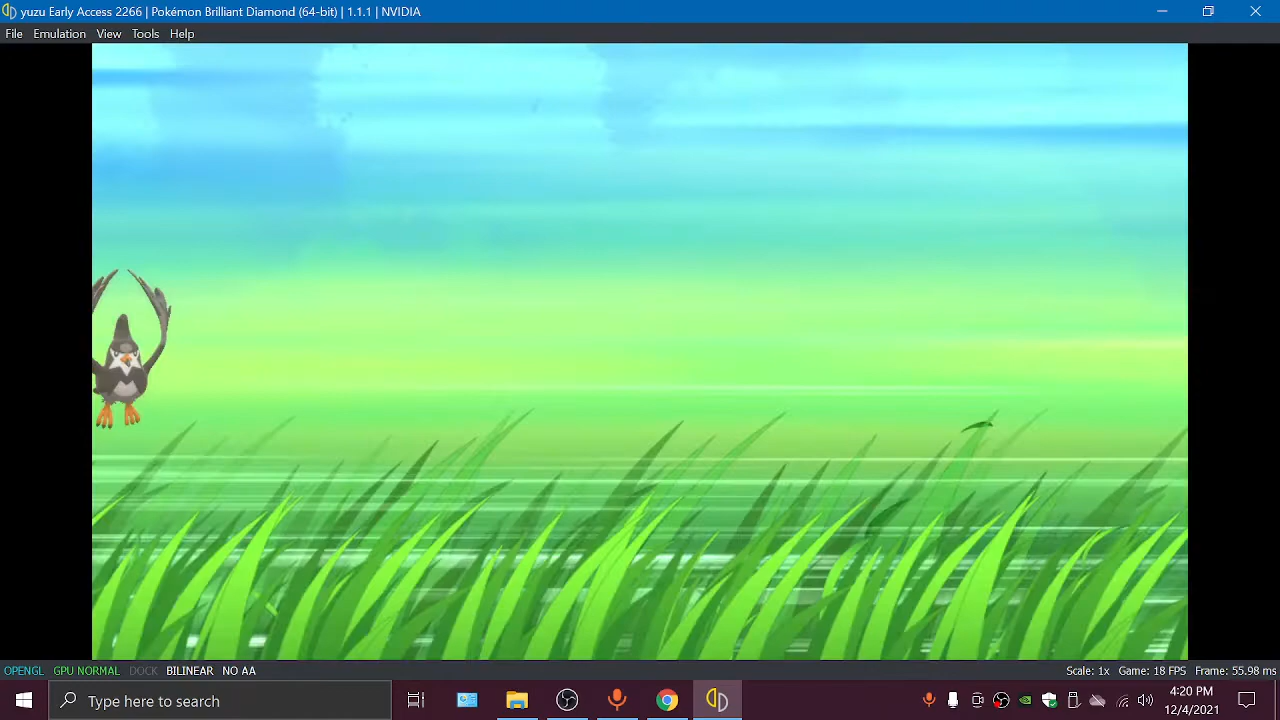 yuzu Early Access 2266 | Pokémon Brilliant Diamond (64-bit) | 1.1.1 | NVIDIA
File Emulation View Tools Help
OPENGL GPU NORMAL DOCK BILINEAR NO AA Scale: 1x Game: 18 FPS Frame: 55.98 ms
Type here to search
4:20 PM
12/4/2021